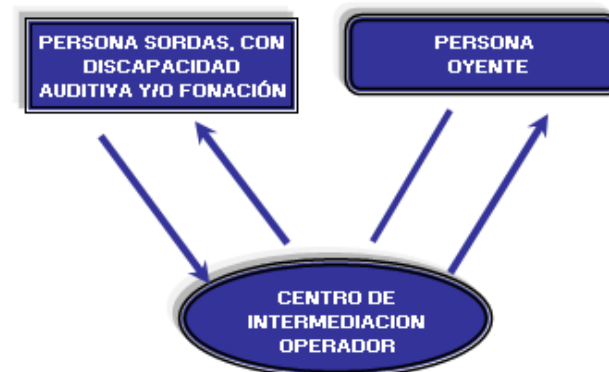 PERSONA SORDAS, CON
DISCAPACIDAD
AUDITIVA Y/O FONACIÓN
PERSONA
OYENTE
CENTRO DE
INTERMEDIACION
OPERADOR